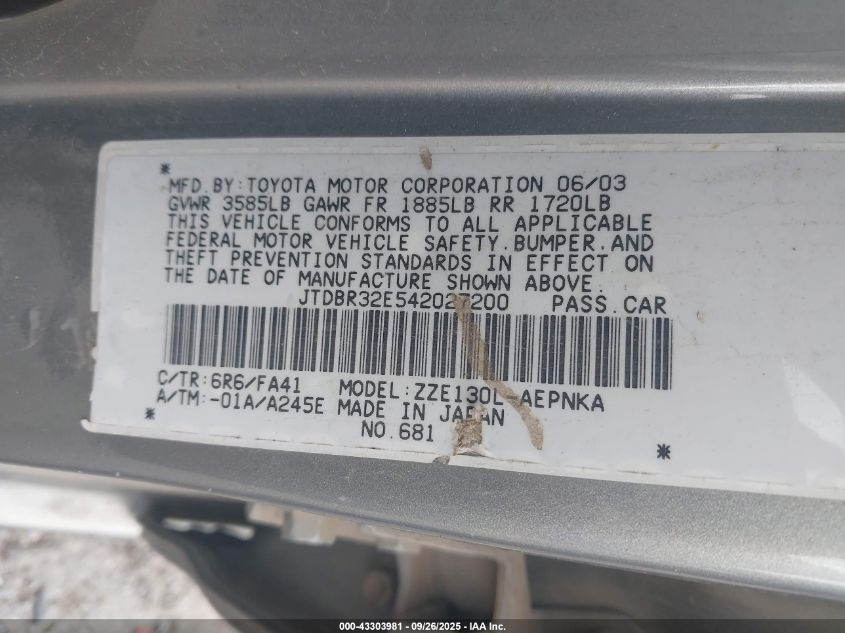 *
MFD.BY:TOYOTA MOTOR CORPORATION 06/03
GVWR 3585LB GAWR FR 1885LB RR 1720LB
THIS VEHICLE CONFORMS TO ALL APPLICABLE
FEDERAL MOTOR VEHICLE SAFETY.BUMPER.AND
THEFT PREVENTION STANDARDS IN EFFECT ON
THE DATE OF MANUFACTURE SHOWN ABOVE.
JTDBR32E542027200 PASS.CAR
C/TR:6R6/FA41 MODEL:ZZE130L-AEPNKA
A/TM:-01A/A245E MADE IN JAPAN
* NO.681 *
000-43303981 | 09/26/2025 | IAA Inc.